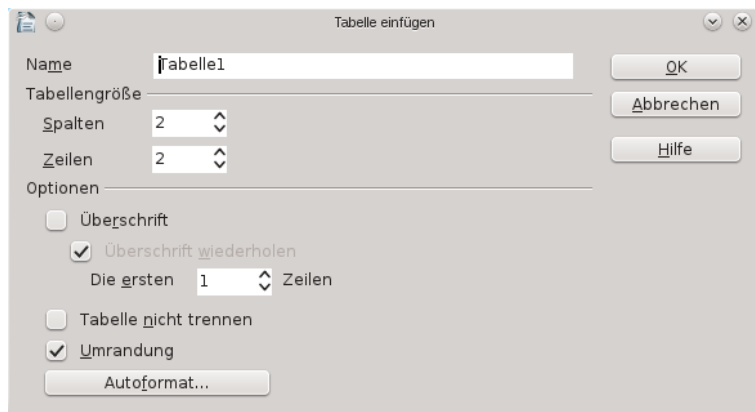 Tabelle einfügen
Name Tabelle1 OK
Tabellengröße Abbrechen
Spalten 2
Zeilen 2 Hilfe
Optionen
Überschrift
Überschrift wiederholen
Die ersten 1 Zeilen
Tabelle nicht trennen
Umrandung
Autoformat...